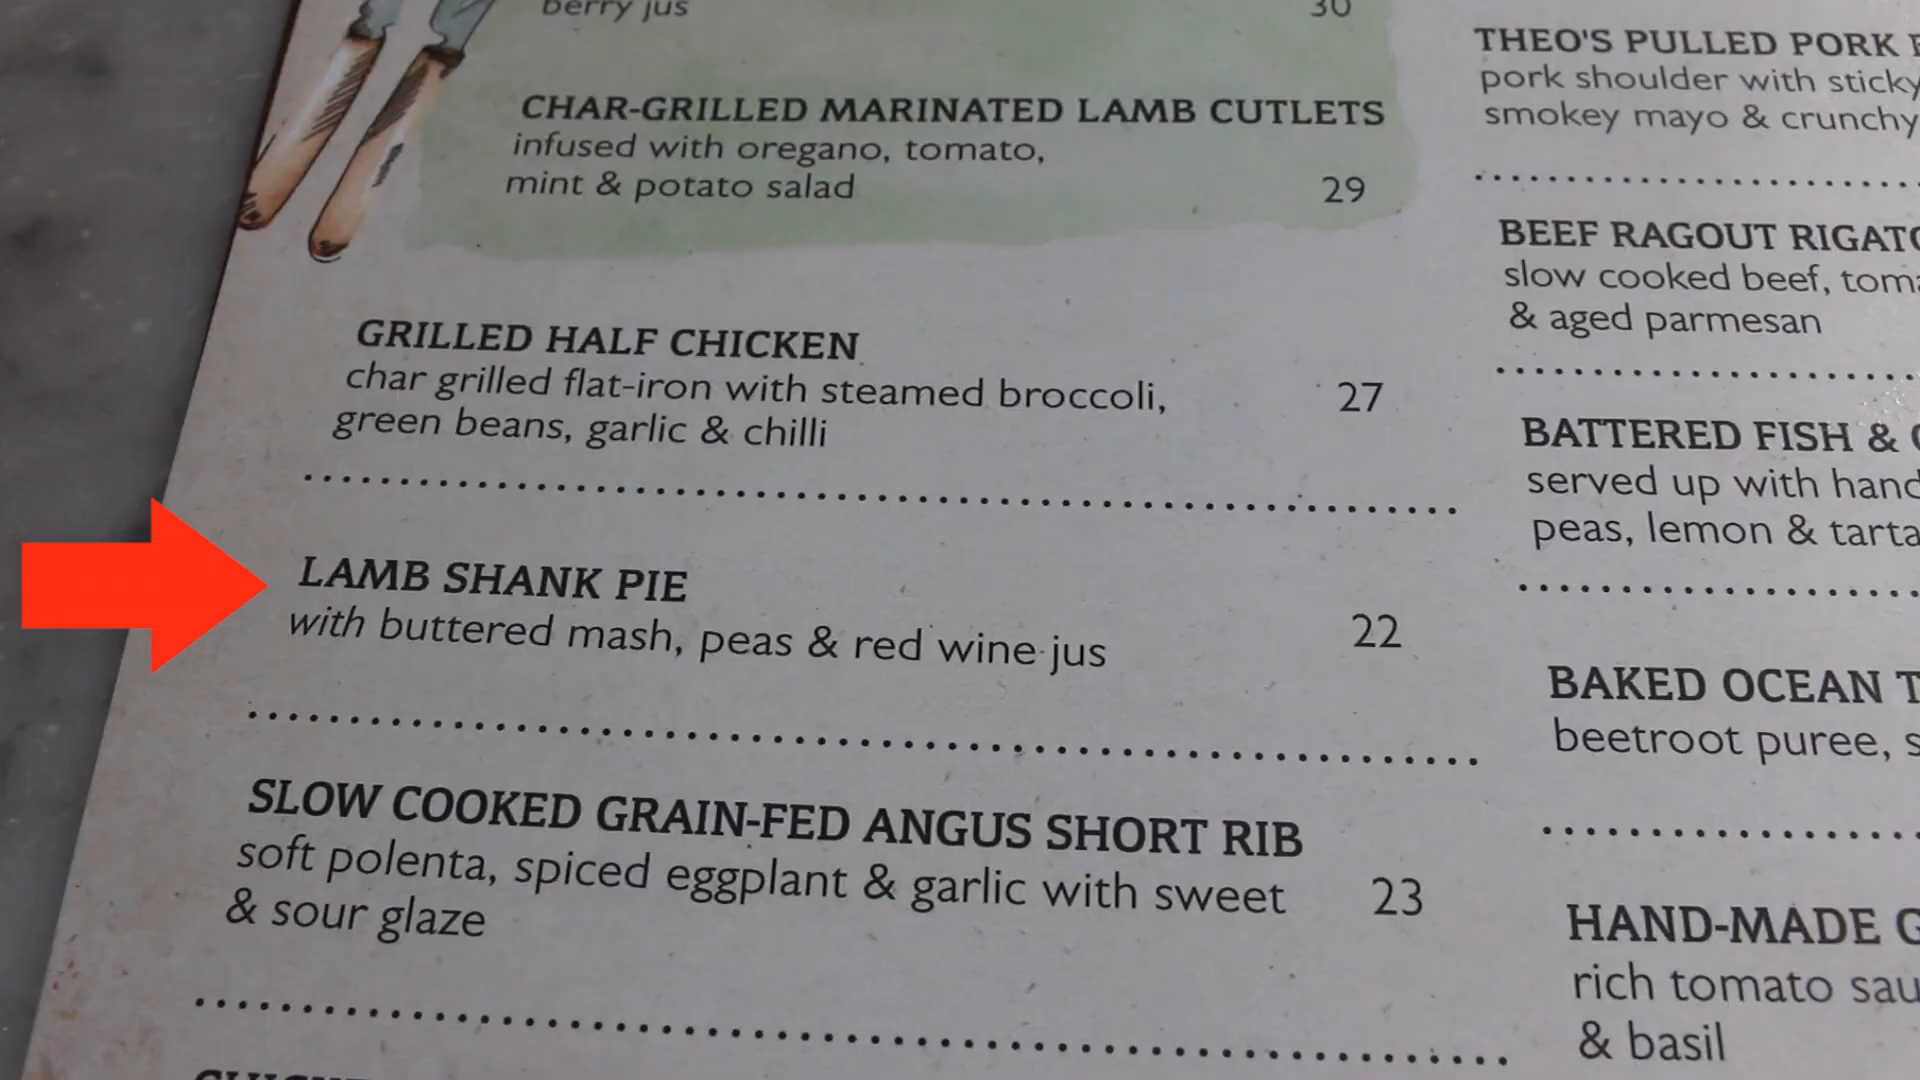 berry jus 30
CHAR-GRILLED MARINATED LAMB CUTLETS
infused with oregano, tomato,
mint & potato salad 29
GRILLED HALF CHICKEN
char grilled flat-iron with steamed broccoli, 27
green beans, garlic & chilli
LAMB SHANK PIE
with buttered mash, peas & red wine jus 22
SLOW COOKED GRAIN-FED ANGUS SHORT RIB
soft polenta, spiced eggplant & garlic with sweet 23
& sour glaze
THEO'S PULLED PORK
pork shoulder with sticky
smokey mayo & crunchy
BEEF RAGOUT
slow cooked beef,
& aged parmesan
BATTERED FISH &
served up with
peas, lemon &
BAKED OCEAN
beetroot puree,
HAND-MADE
rich tomato
& basil